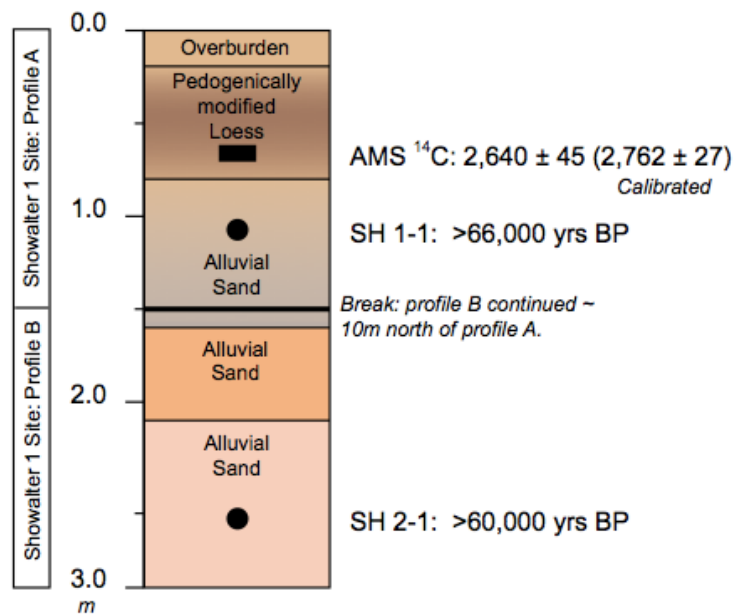 Showalter 1 Site: Profile A
Showalter 1 Site: Profile B
0.0
1.0
2.0
3.0
m
Overburden
Pedogenically
modified
Loess
Alluvial
Sand
Alluvial
Sand
Alluvial
Sand
AMS ¹⁴C: 2,640 ± 45 (2,762 ± 27)
Calibrated
SH 1-1: >66,000 yrs BP
Break: profile B continued ~
10m north of profile A.
SH 2-1: >60,000 yrs BP